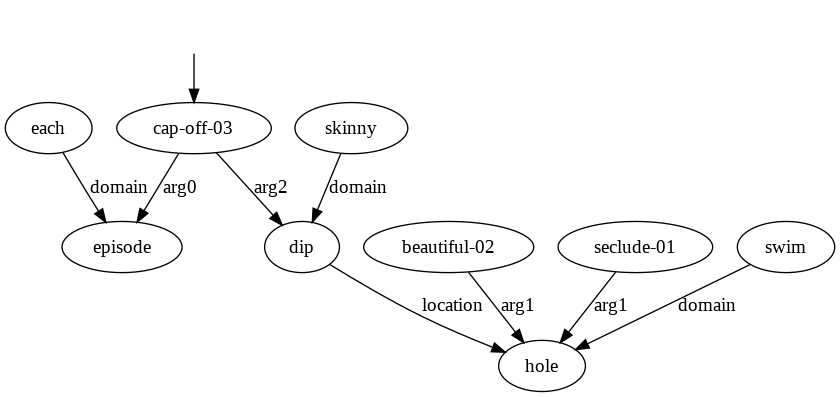 each cap-off-03 skinny
domain arg0 arg2 domain
episode dip beautiful-02 seclude-01 swim
location arg1 arg1 domain
hole